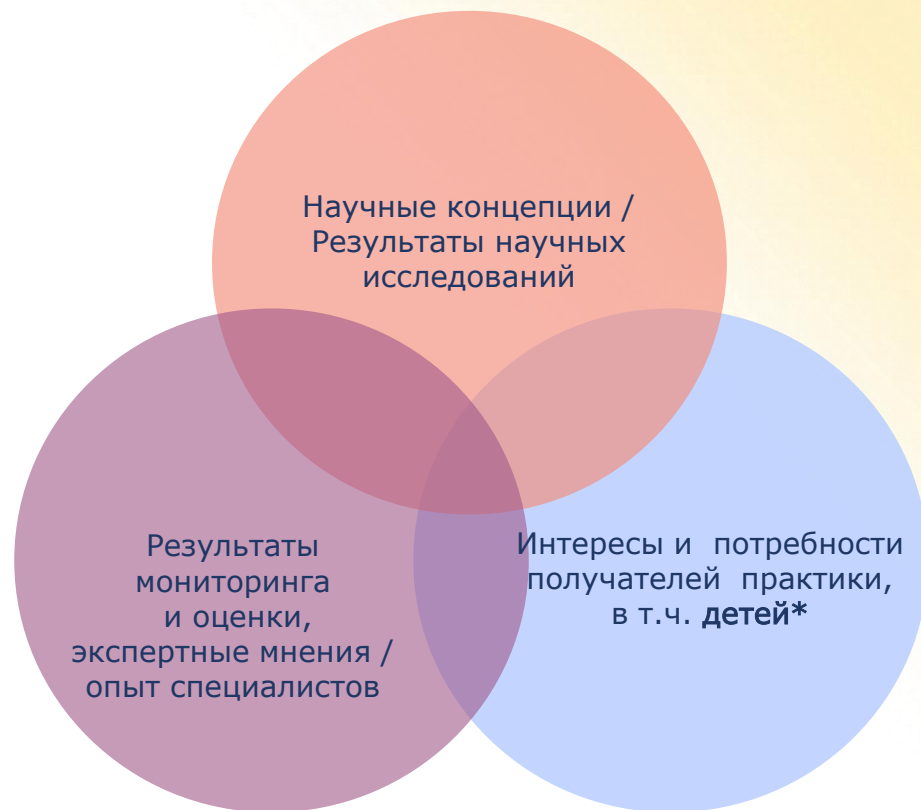 Научные концепции /
Результаты научных
исследований
Результаты
мониторинга
и оценки,
экспертные мнения /
опыт специалистов
Интересы и потребности
получателей практики,
в т.ч. детей*